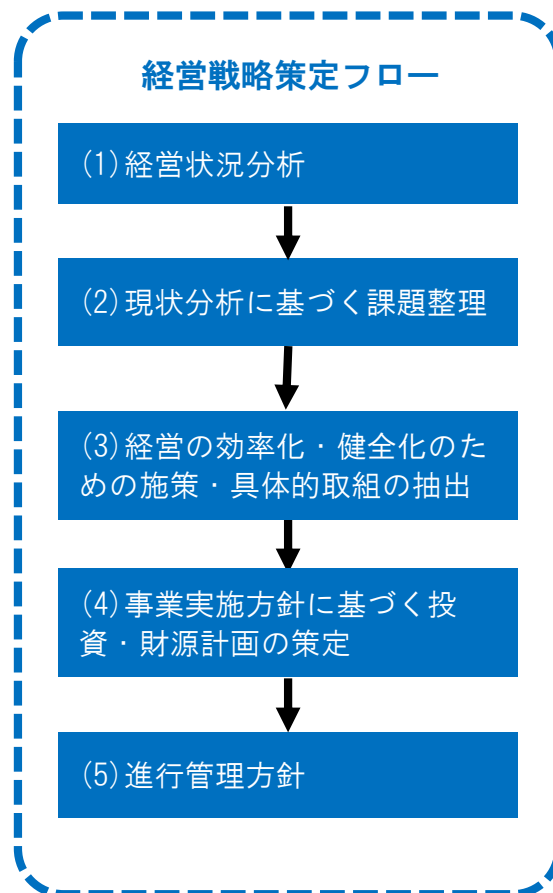 経営戦略策定フロー
(1)経営状況分析
(2)現状分析に基づく課題整理
(3)経営の効率化・健全化のた
めの施策・具体的取組の抽出
(4)事業実施方針に基づく投
資・財源計画の策定
(5)進行管理方針